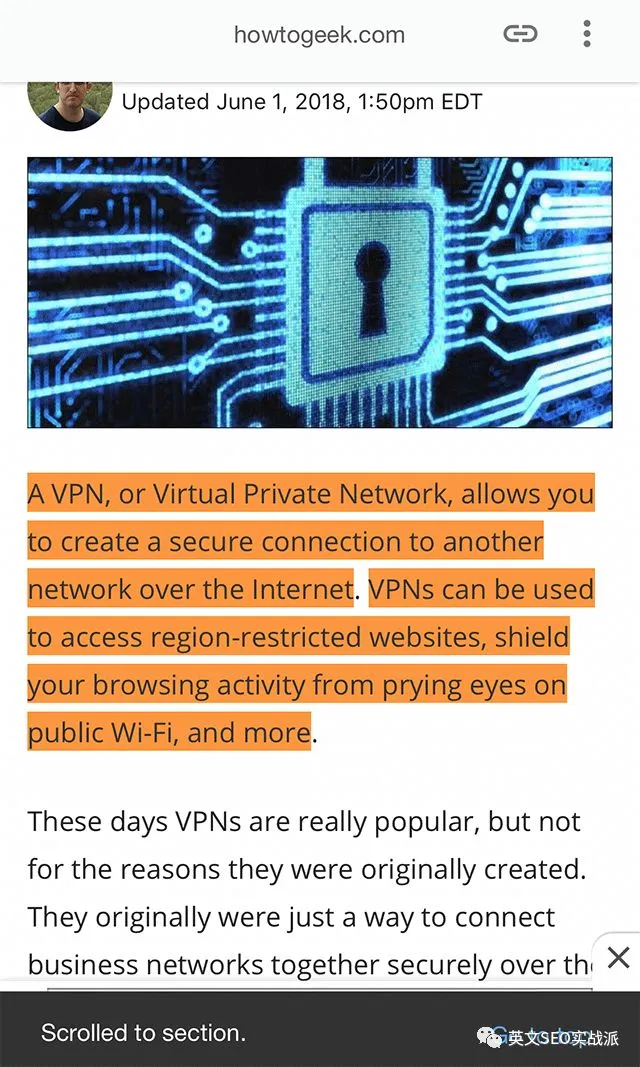 howtogeek.com
Updated June 1, 2018, 1:50pm EDT
A VPN, or Virtual Private Network, allows you
to create a secure connection to another
network over the Internet. VPNs can be used
to access region-restricted websites, shield
your browsing activity from prying eyes on
public Wi-Fi, and more.
These days VPNs are really popular, but not
for the reasons they were originally created.
They originally were just a way to connect
business networks together securely over the
Scrolled to section.
英文SEO实战派